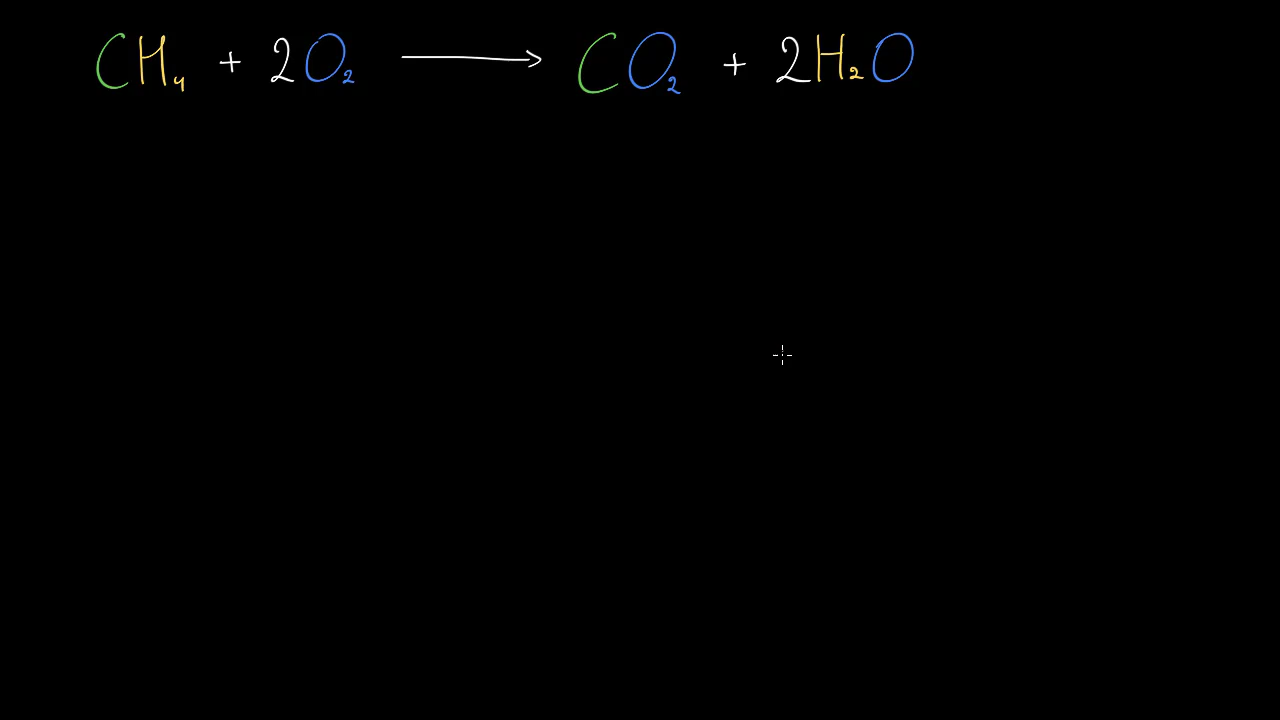 CH₄ + 2O₂ ⟶ CO₂ + 2H₂O